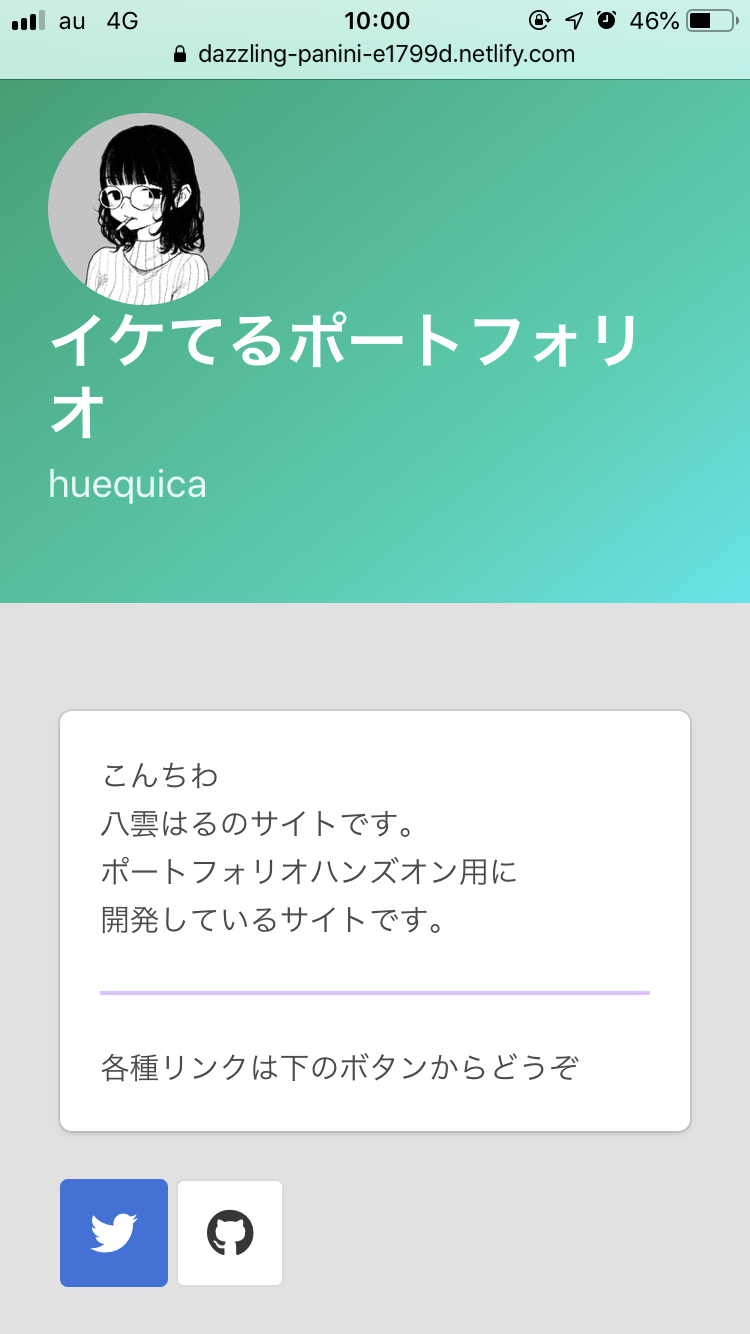 au 4G 10:00 46%
dazzling-panini-e1799d.netlify.com
イケてるポートフォリ
オ
huequica
こんちわ
八雲はるのサイトです。
ポートフォリオハンズオン用に
開発しているサイトです。
各種リンクは下のボタンからどうぞ